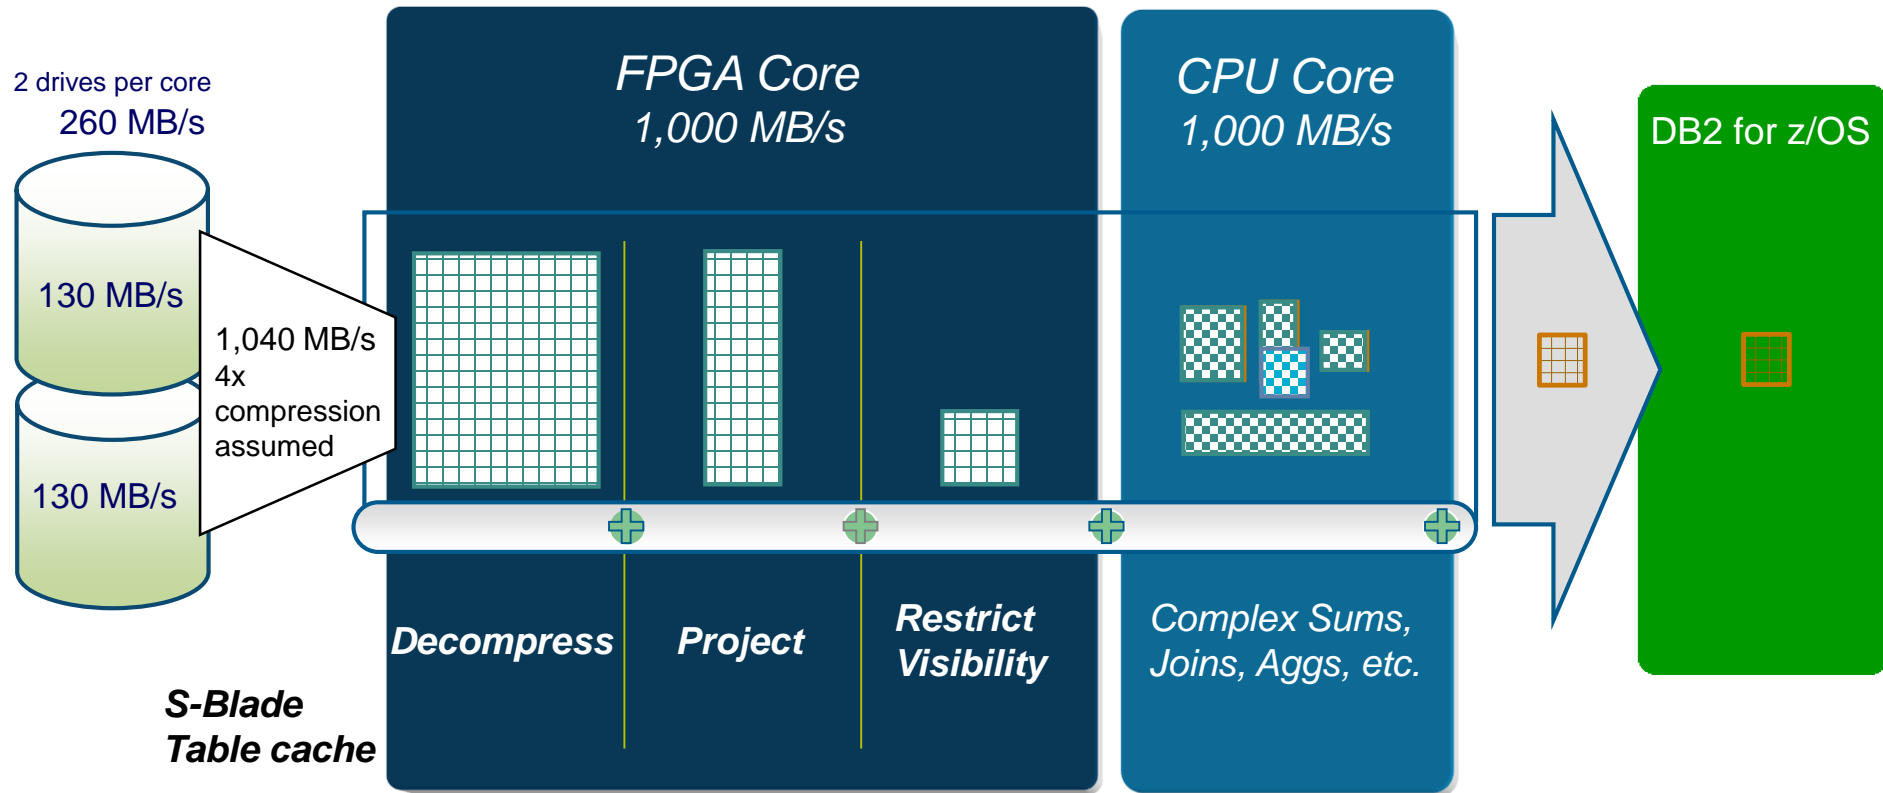 2 drives per core
260 MB/s
130 MB/s
130 MB/s
1,040 MB/s
4x
compression
assumed
FPGA Core
1,000 MB/s
CPU Core
1,000 MB/s
DB2 for z/OS
Decompress
Project
Restrict
Visibility
Complex Sums,
Joins, Aggs, etc.
S-Blade
Table cache